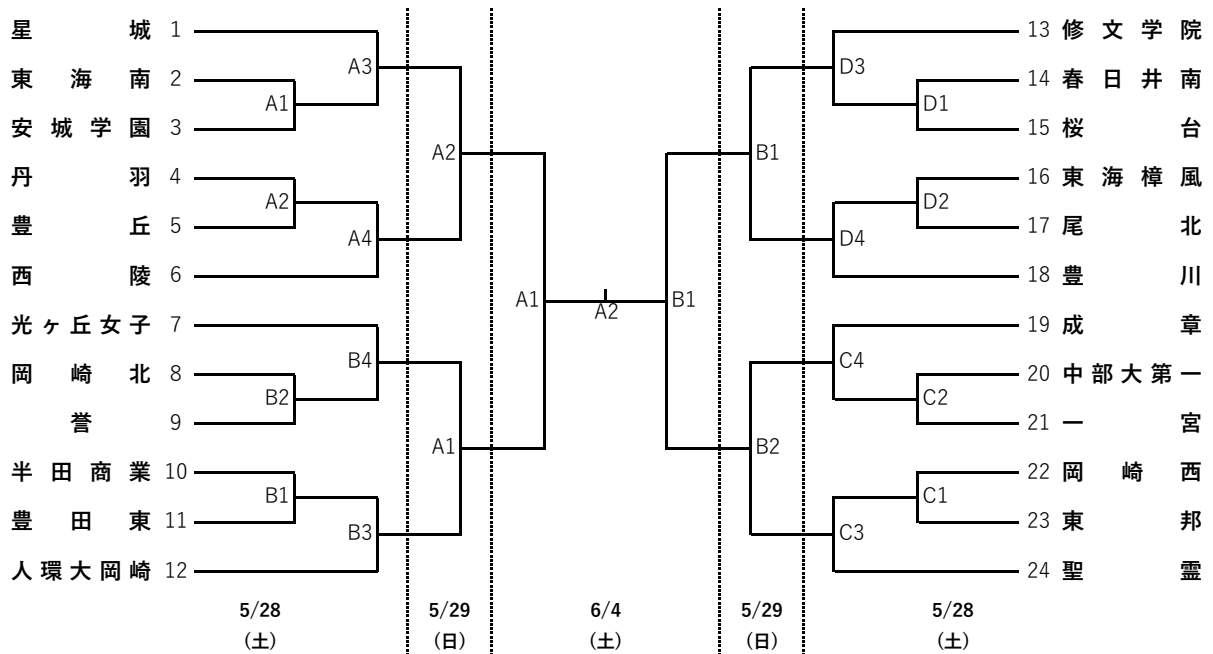 星城 1 13 修文学院
A3 D3
東海南 2 14 春日井南
A1 D1
安城学園 3 15 桜台
A2 B1
丹羽 4 16 東海樟風
A2 D2
豊丘 5 17 尾北
A4 D4
西陵 6 18 豊川
A1 A2 B1
光ヶ丘女子 7 19 成章
B4 C4
岡崎北 8 20 中部大第一
B2 C2
誉 9 21 一宮
A1 B2
半田商業 10 22 岡崎西
B1 C1
豊田東 11 23 東邦
B3 C3
人環大岡崎 12 24 聖霊
5/28 5/29 6/4 5/29 5/28
(土) (日) (土) (日) (土)